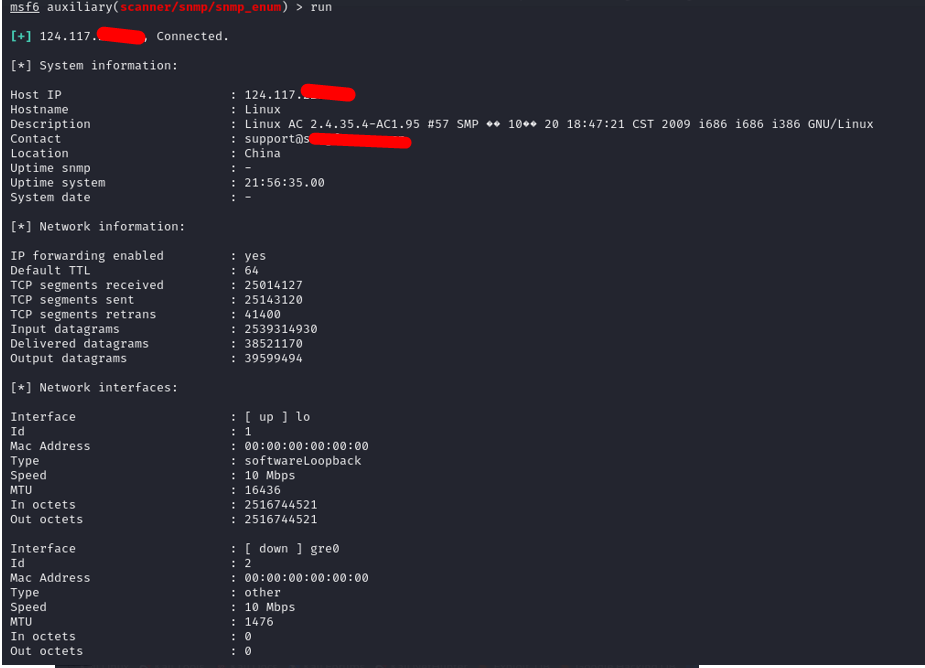 msf6 auxiliary(scanner/snmp/snmp_enum) > run
[+] 124.117. , Connected.
[*] System information:
Host IP : 124.117.
Hostname : Linux
Description : Linux AC 2.4.35.4-AC1.95 #57 SMP �� 10�� 20 18:47:21 CST 2009 i686 i686 i386 GNU/Linux
Contact : support@s
Location : China
Uptime snmp : -
Uptime system : 21:56:35.00
System date : -
[*] Network information:
IP forwarding enabled : yes
Default TTL : 64
TCP segments received : 25014127
TCP segments sent : 25143120
TCP segments retrans : 41400
Input datagrams : 2539314930
Delivered datagrams : 38521170
Output datagrams : 39599494
[*] Network interfaces:
Interface : [ up ] lo
Id : 1
Mac Address : 00:00:00:00:00:00
Type : softwareLoopback
Speed : 10 Mbps
MTU : 16436
In octets : 2516744521
Out octets : 2516744521
Interface : [ down ] gre0
Id : 2
Mac Address : 00:00:00:00:00:00
Type : other
Speed : 10 Mbps
MTU : 1476
In octets : 0
Out octets : 0